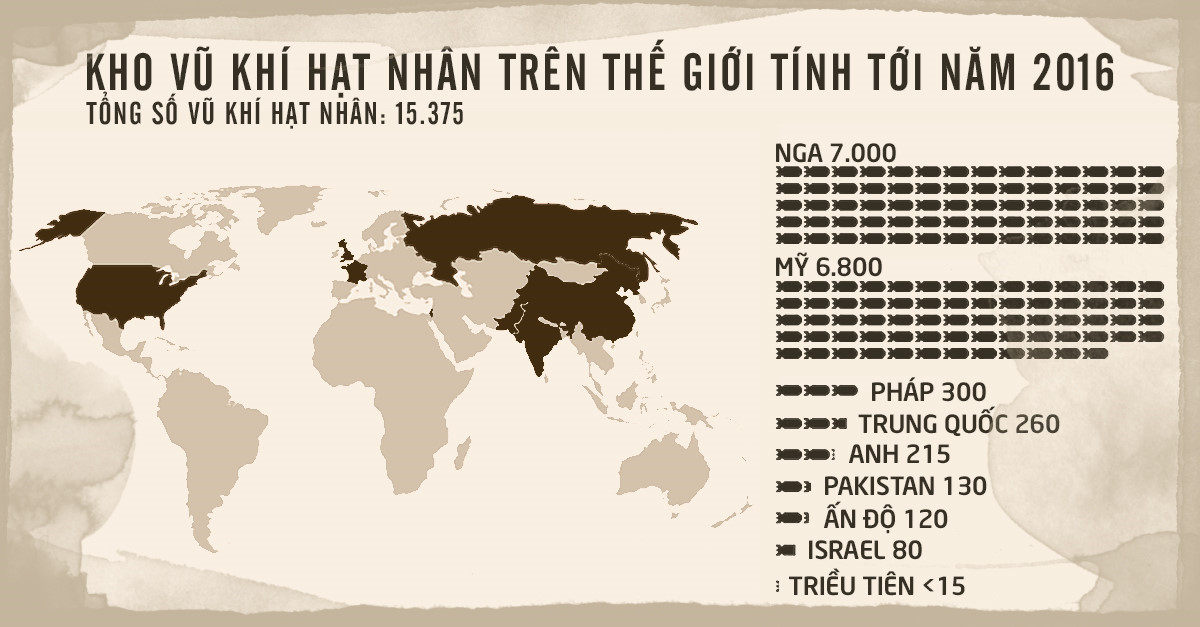 KHO VŨ KHÍ HẠT NHÂN TRÊN THẾ GIỚI TÍNH TỚI NĂM 2016
TỔNG SỐ VŨ KHÍ HẠT NHÂN: 15.375
NGA 7.000
MỸ 6.800
PHÁP 300
TRUNG QUỐC 260
ANH 215
PAKISTAN 130
ẤN ĐỘ 120
ISRAEL 80
TRIỀU TIÊN <15